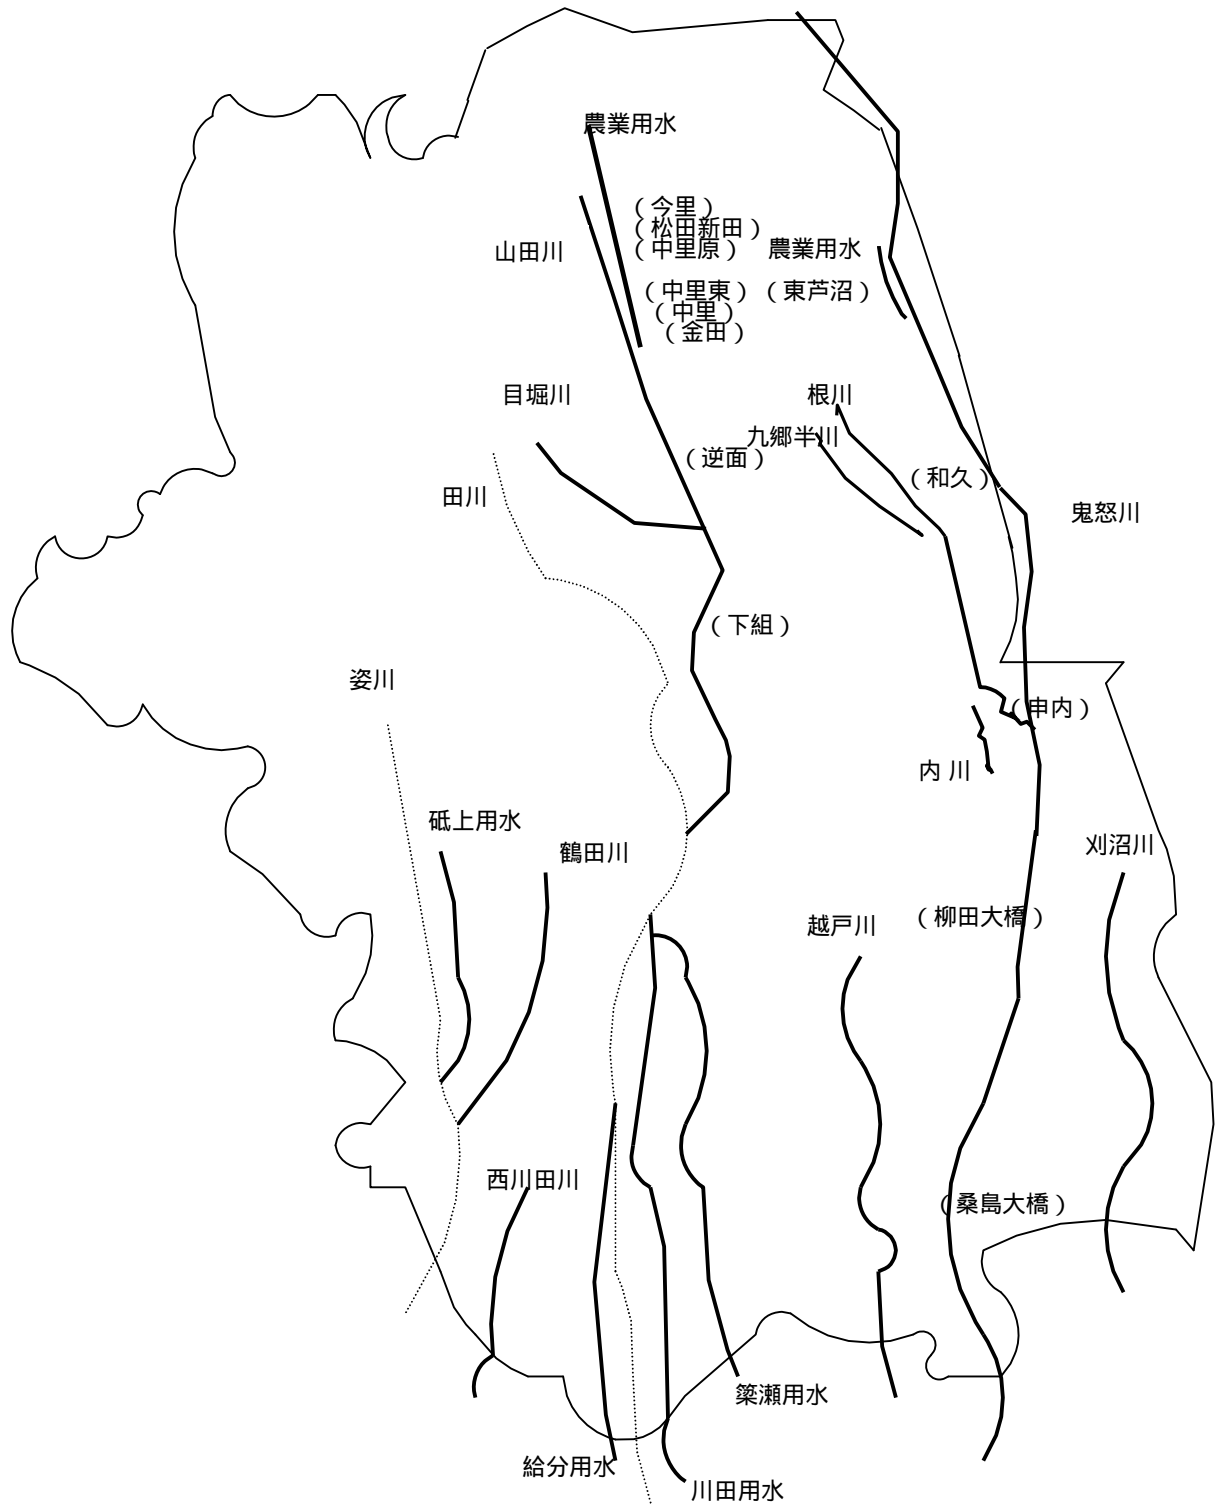 農業用水
（今里）
（松田新田）
山田川
（中里原）
農業用水
（中里東）
（東芦沼）
（中里）
（金田）
目堀川
根川
九郷半川
（逆面）
（和久）
田川
鬼怒川
（下組）
姿川
（申内）
内 川
砥上用水
鶴田川
刈沼川
越戸川
（柳田大橋）
西川田川
（桑島大橋）
簗瀬用水
給分用水
川田用水